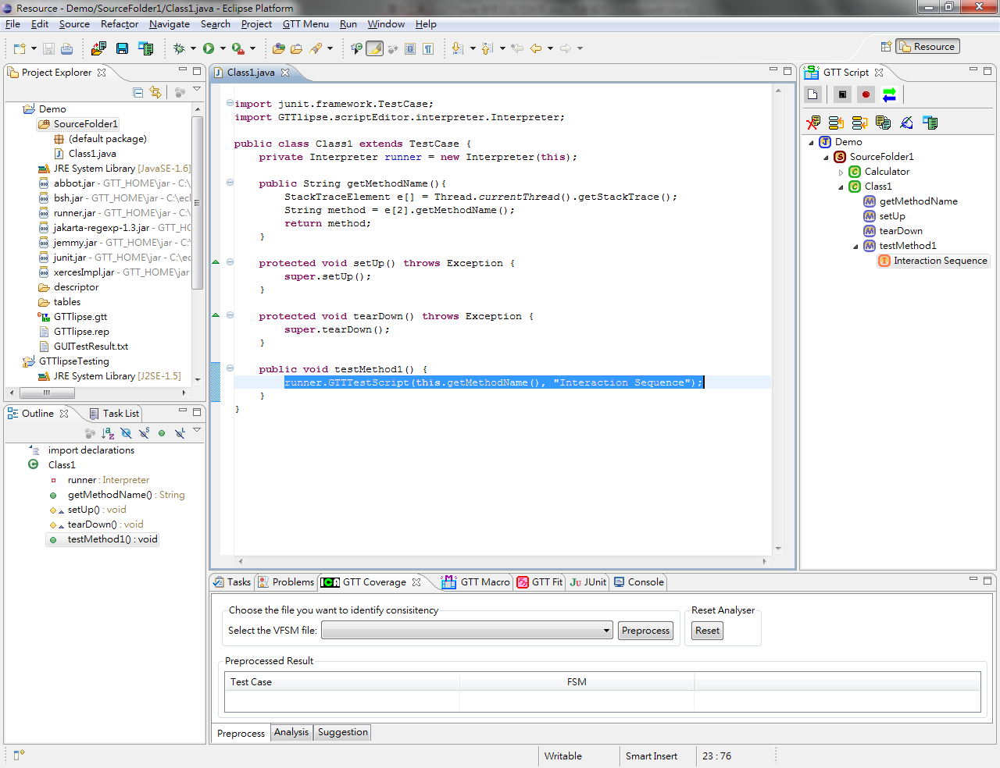 Resource - Demo/SourceFolder1/Class1.java - Eclipse Platform
File Edit Source Refactor Navigate Search Project GTT Menu Run Window Help
Resource
Project Explorer
Demo
SourceFolder1
(default package)
Class1.java
JRE System Library [JavaSE-1.6]
abbot.jar - GTT_HOME\jar - C:\
bsh.jar - GTT_HOME\jar - C:\ecl
runner.jar - GTT_HOME\jar - C:\
jakarta-regexp-1.3.jar - GTT_HC
jemmy.jar - GTT_HOME\jar - C:\
junit.jar - GTT_HOME\jar - C:\ec
xercesImpl.jar - GTT_HOME\jar
descriptor
tables
GTTlipse.gtt
GTTlipse.rep
GUITestResult.txt
GTTlipseTesting
JRE System Library [J2SE-1.5]
Outline
Task List
import declarations
Class1
runner : Interpreter
getMethodName() : String
setUp() : void
tearDown() : void
testMethod1() : void
Class1.java
import junit.framework.TestCase;
import GTTlipse.scriptEditor.interpreter.Interpreter;
public class Class1 extends TestCase {
private Interpreter runner = new Interpreter(this);
public String getMethodName(){
StackTraceElement e[] = Thread.currentThread().getStackTrace();
String method = e[2].getMethodName();
return method;
}
protected void setUp() throws Exception {
super.setUp();
}
protected void tearDown() throws Exception {
super.tearDown();
}
public void testMethod1() {
runner.GTTTestScript(this.getMethodName(), "Interaction Sequence");
}
}
GTT Script
Demo
SourceFolder1
Calculator
Class1
getMethodName
setUp
tearDown
testMethod1
Interaction Sequence
Tasks Problems GTT Coverage GTT Macro GTT Fit JUnit Console
Choose the file you want to identify consisitency
Select the VFSM file:
Preprocess
Reset Analyser
Reset
Preprocessed Result
Test Case FSM
Preprocess Analysis Suggestion
Writable Smart Insert 23 : 76